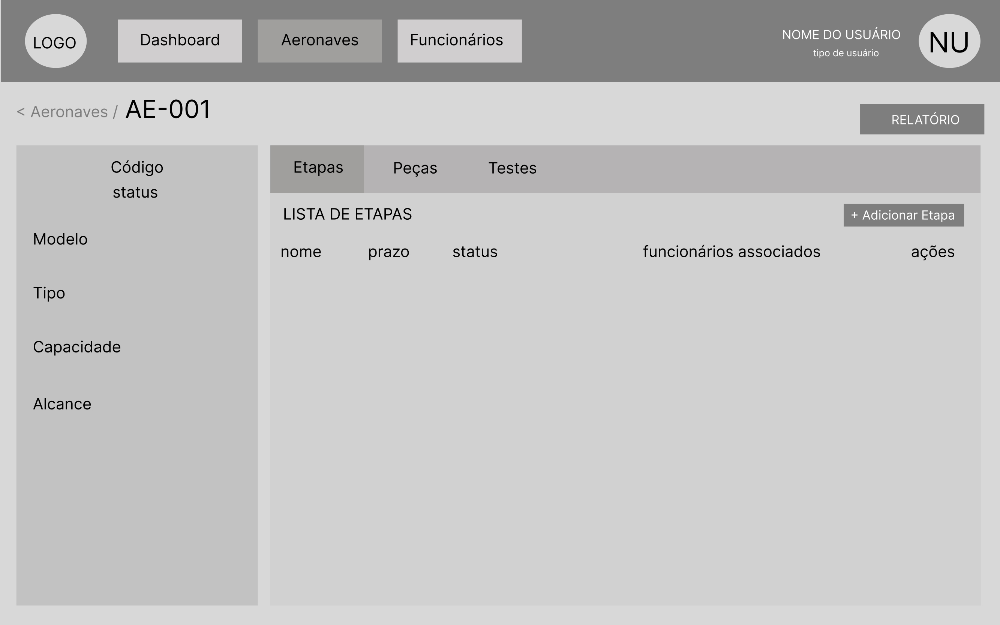 LOGO
Dashboard
Aeronaves
Funcionários
NOME DO USUÁRIO
tipo de usuário
NU
< Aeronaves / AE-001
RELATÓRIO
Código
status
Modelo
Tipo
Capacidade
Alcance
Etapas
Peças
Testes
LISTA DE ETAPAS
+ Adicionar Etapa
nome
prazo
status
funcionários associados
ações